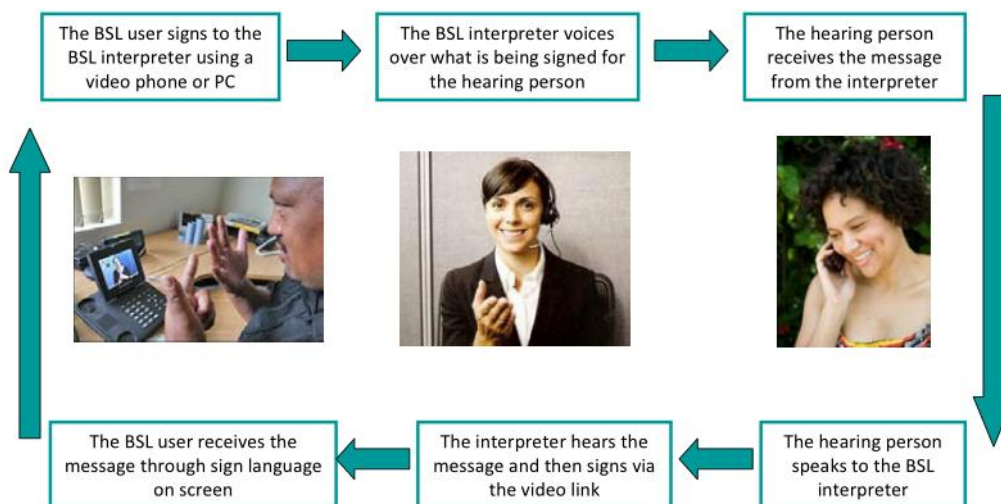 The BSL user signs to the
BSL interpreter using a
video phone or PC
The BSL interpreter voices
over what is being signed for
the hearing person
The hearing person
receives the message
from the interpreter
The hearing person
speaks to the BSL
interpreter
The interpreter hears the
message and then signs via
the video link
The BSL user receives the
message through sign language
on screen